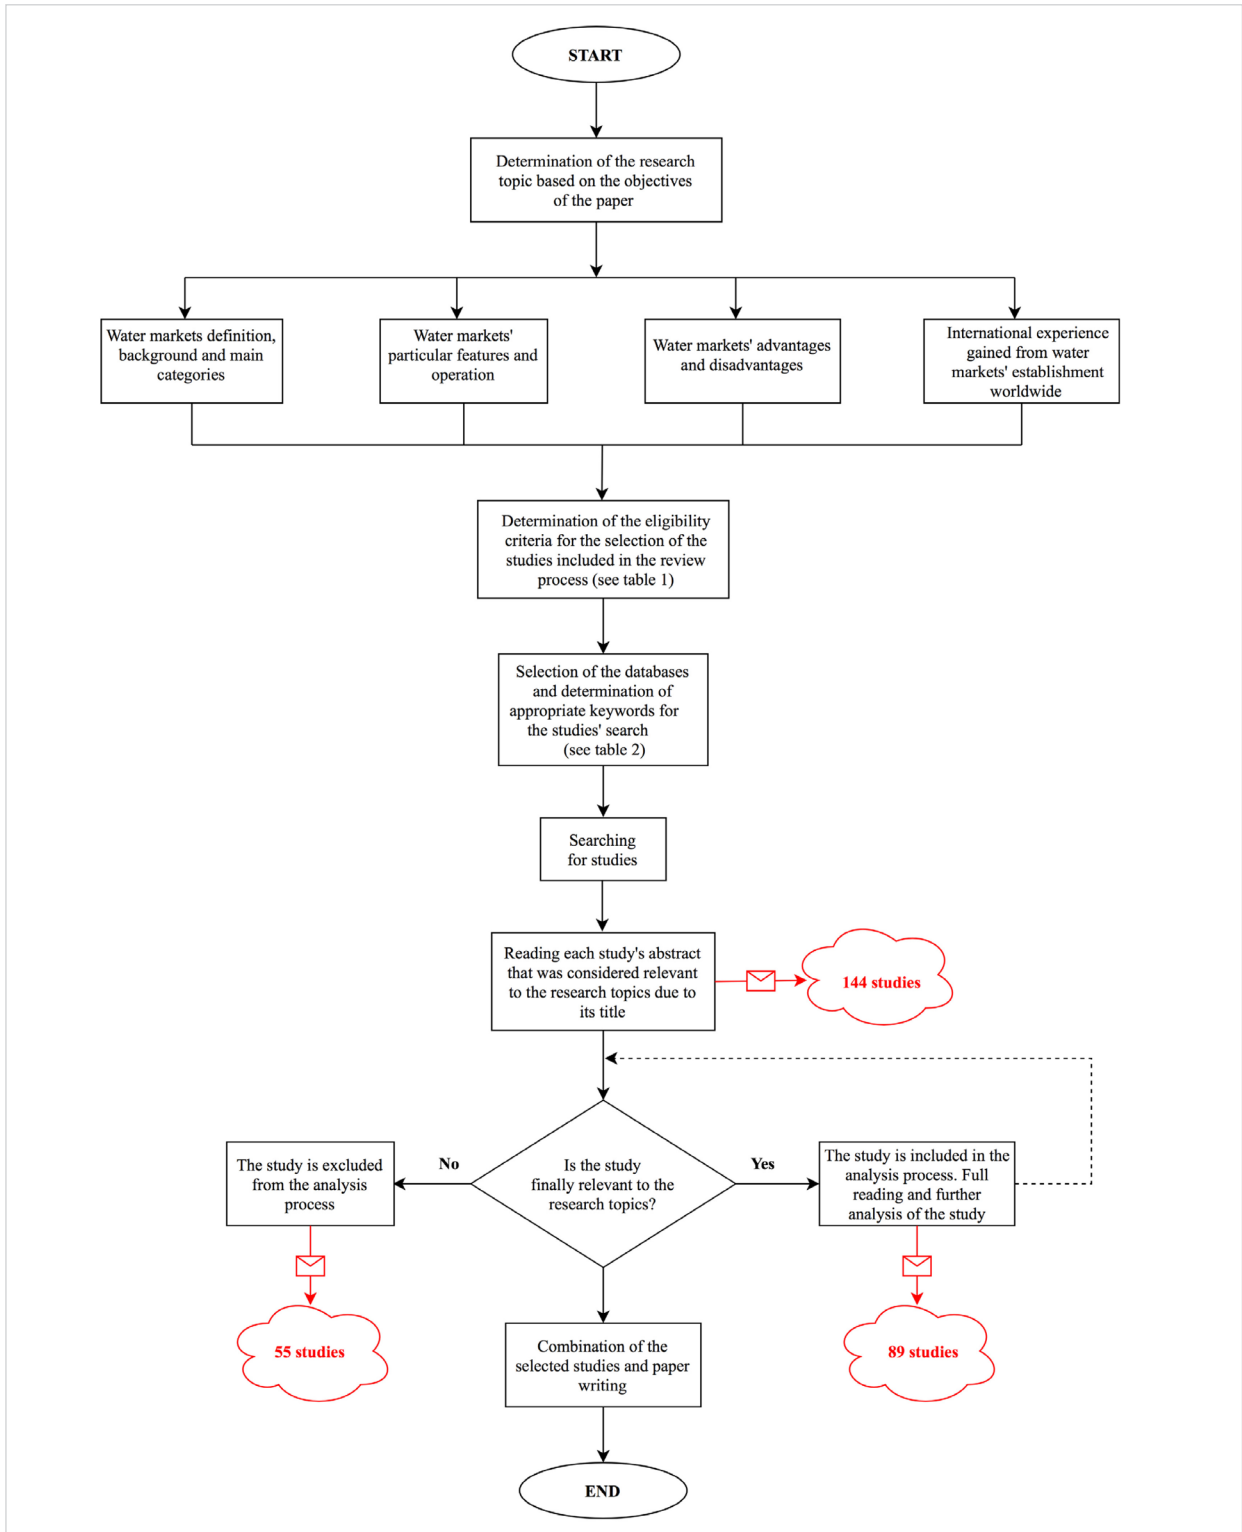 START
Determination of the research
topic based on the objectives
of the paper
Water markets definition,
background and main
categories
Water markets'
particular features and
operation
Water markets' advantages
and disadvantages
International experience
gained from water
markets' establishment
worldwide
Determination of the eligibility
criteria for the selection of the
studies included in the review
process (see table 1)
Selection of the databases
and determination of
appropriate keywords for
the studies' search
(see table 2)
Searching
for studies
Reading each study's abstract
that was considered relevant
to the research topics due to
its title
144 studies
Is the study
finally relevant to the
research topics?
No
The study is excluded
from the analysis
process
55 studies
Yes
The study is included in the
analysis process. Full
reading and further
analysis of the study
89 studies
Combination of the
selected studies and paper
writing
END